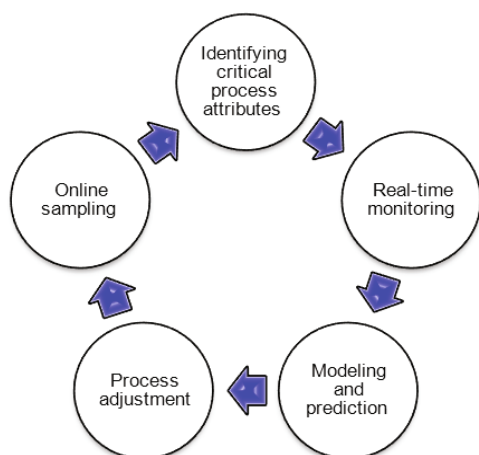 Identifying
critical
process
attributes
Real-time
monitoring
Modeling
and
prediction
Process
adjustment
Online
sampling